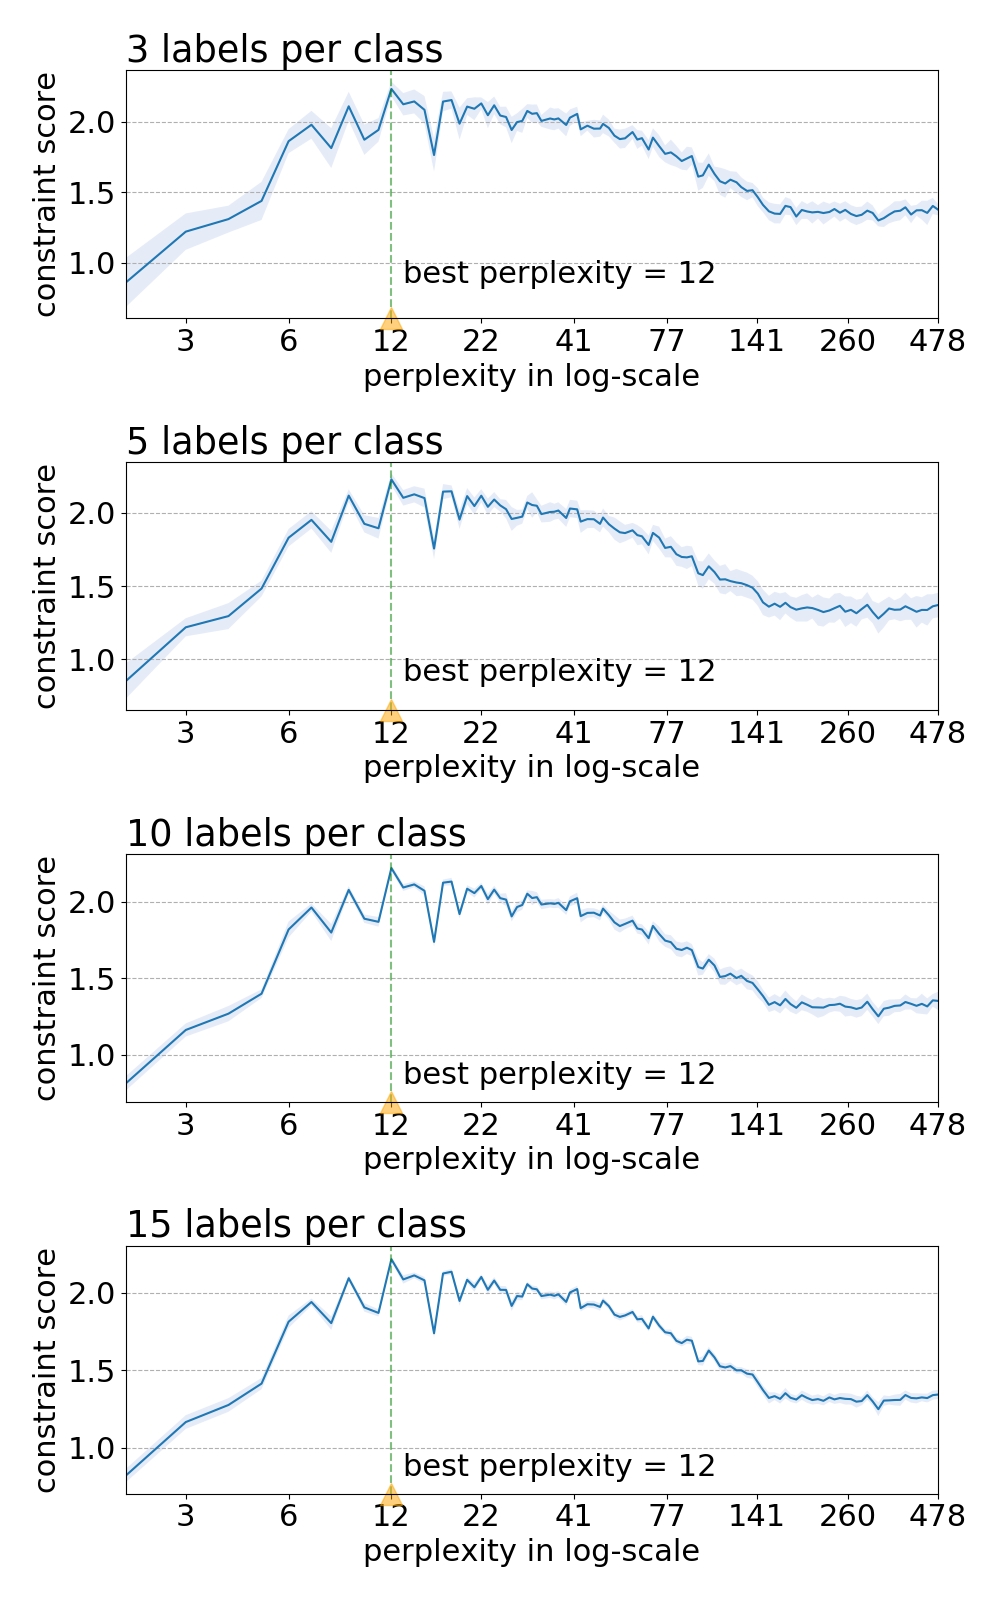 3 labels per class
constraint score
2.0
1.5
1.0
best perplexity = 12
3 6 12 22 41 77 141 260 478
perplexity in log-scale
5 labels per class
constraint score
2.0
1.5
1.0
best perplexity = 12
3 6 12 22 41 77 141 260 478
perplexity in log-scale
10 labels per class
constraint score
2.0
1.5
1.0
best perplexity = 12
3 6 12 22 41 77 141 260 478
perplexity in log-scale
15 labels per class
constraint score
2.0
1.5
1.0
best perplexity = 12
3 6 12 22 41 77 141 260 478
perplexity in log-scale